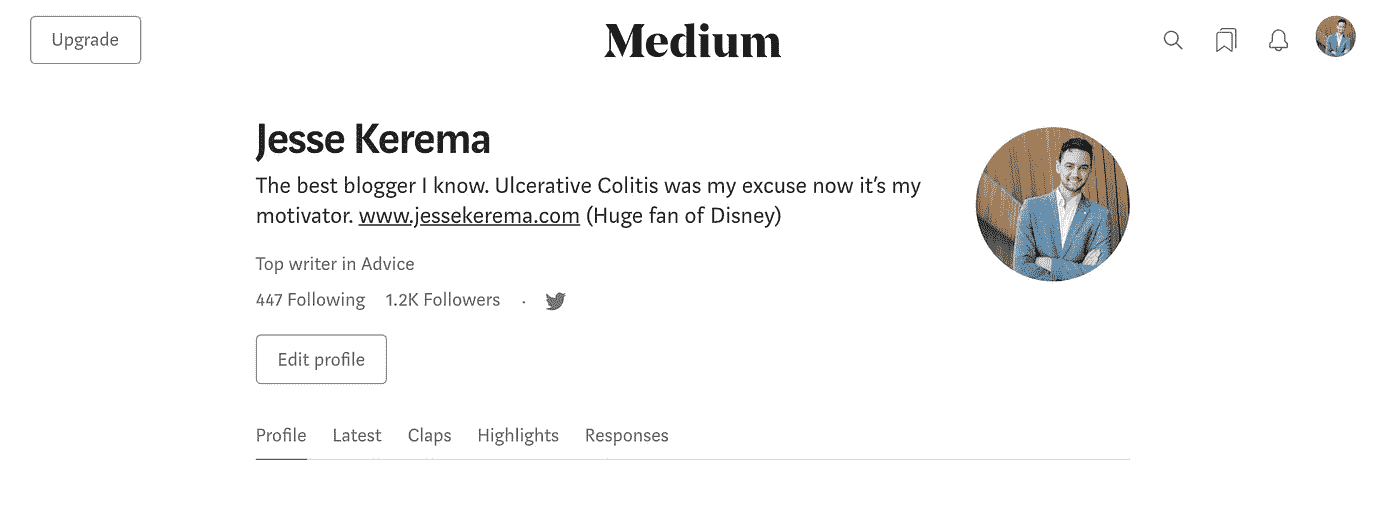 Upgrade
Medium
Jesse Kerema
The best blogger I know. Ulcerative Colitis was my excuse now it’s my
motivator. www.jessekerema.com (Huge fan of Disney)
Top writer in Advice
447 Following 1.2K Followers ·
Edit profile
Profile Latest Claps Highlights Responses